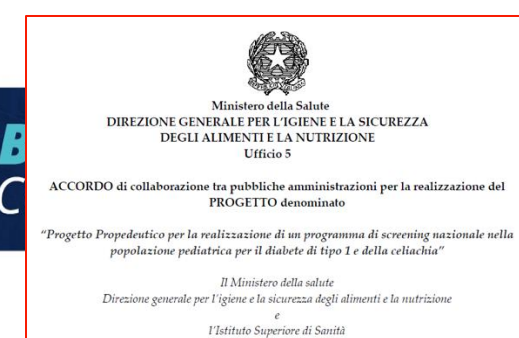 Ministero della Salute
DIREZIONE GENERALE PER L'IGIENE E LA SICUREZZA
DEGLI ALIMENTI E LA NUTRIZIONE
Ufficio 5
ACCORDO di collaborazione tra pubbliche amministrazioni per la realizzazione del
PROGETTO denominato
"Progetto Propedeutico per la realizzazione di un programma di screening nazionale nella
popolazione pediatrica per il diabete di tipo 1 e della celiachia"
Il Ministero della salute
Direzione generale per l'igiene e la sicurezza degli alimenti e la nutrizione
e
l'Istituto Superiore di Sanità